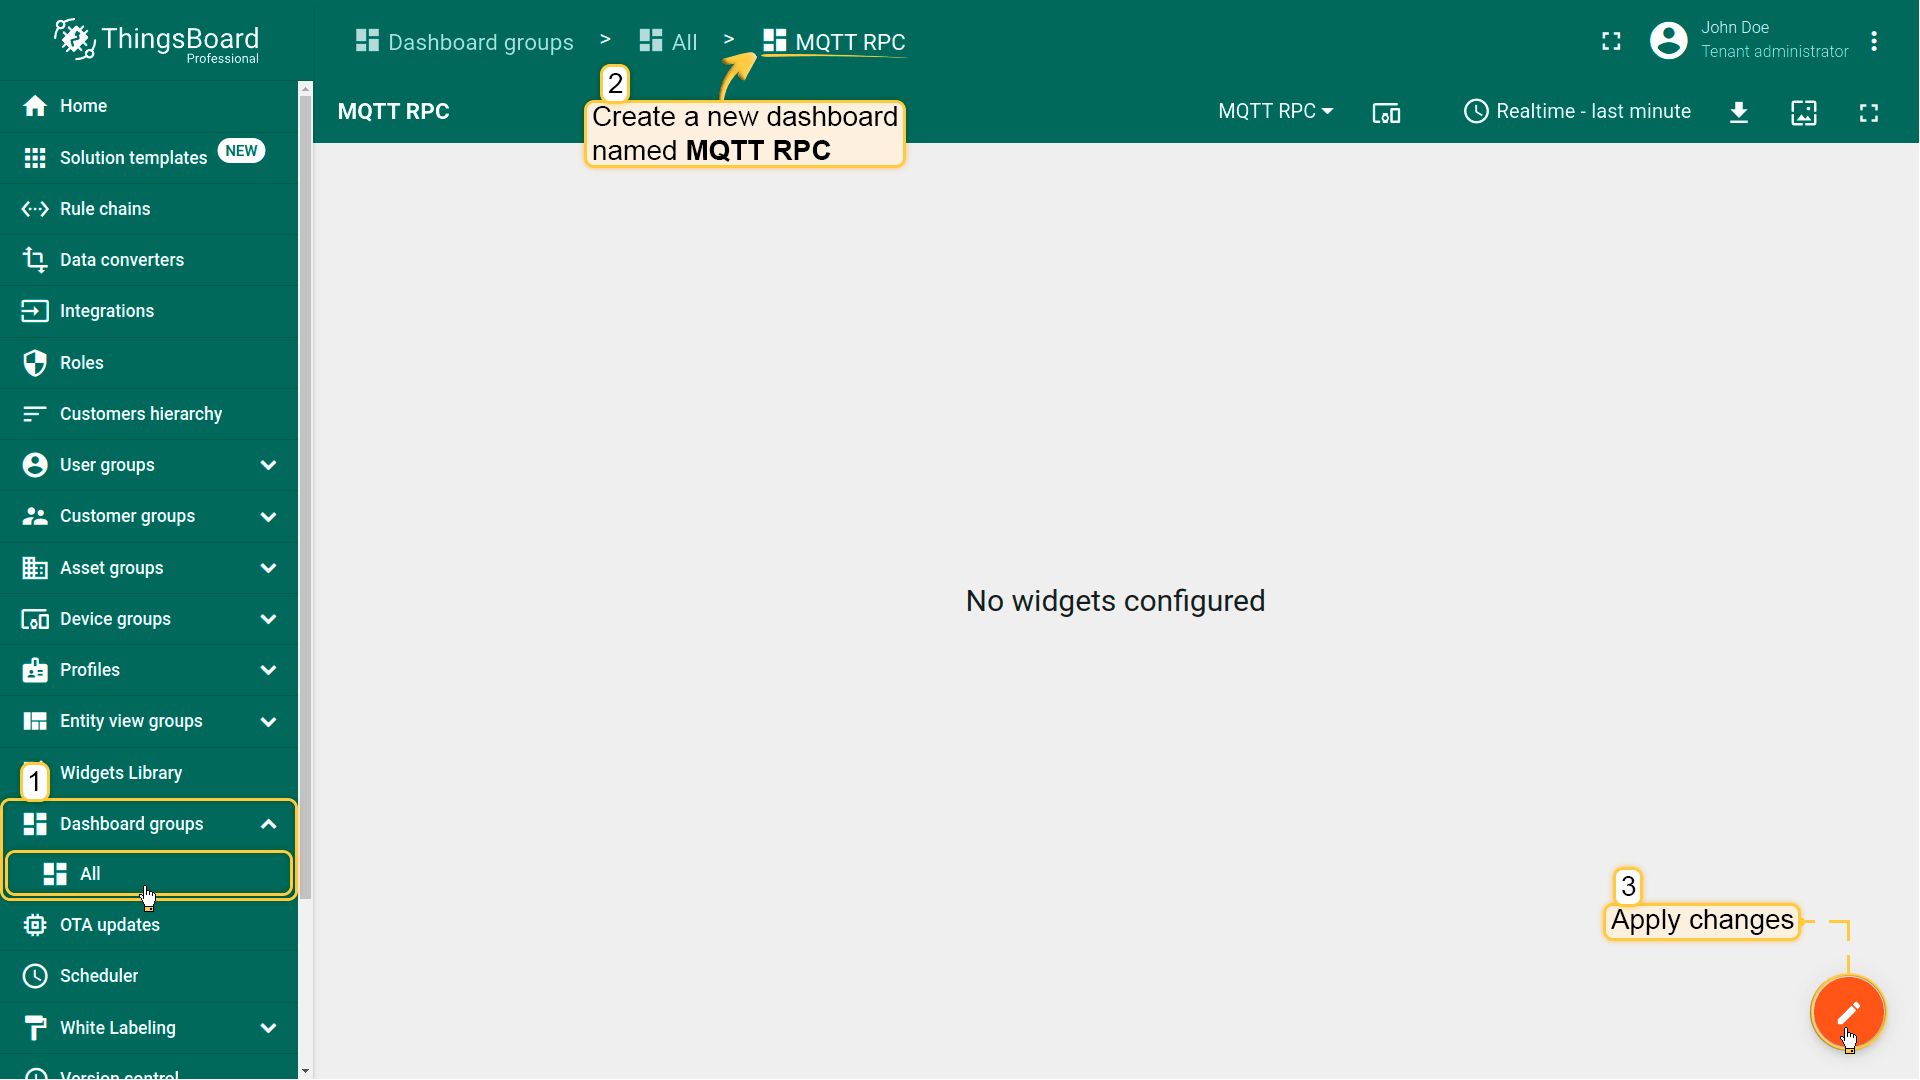 ThingsBoard
Professional
Dashboard groups > All > MQTT RPC
John Doe
Tenant administrator
MQTT RPC
2
Create a new dashboard
named MQTT RPC
MQTT RPC
Realtime - last minute
Home
Solution templates NEW
Rule chains
Data converters
Integrations
Roles
Customers hierarchy
User groups
Customer groups
Asset groups
Device groups
Profiles
Entity view groups
Widgets Library
1
Dashboard groups
All
OTA updates
Scheduler
White Labeling
Version control
No widgets configured
3
Apply changes